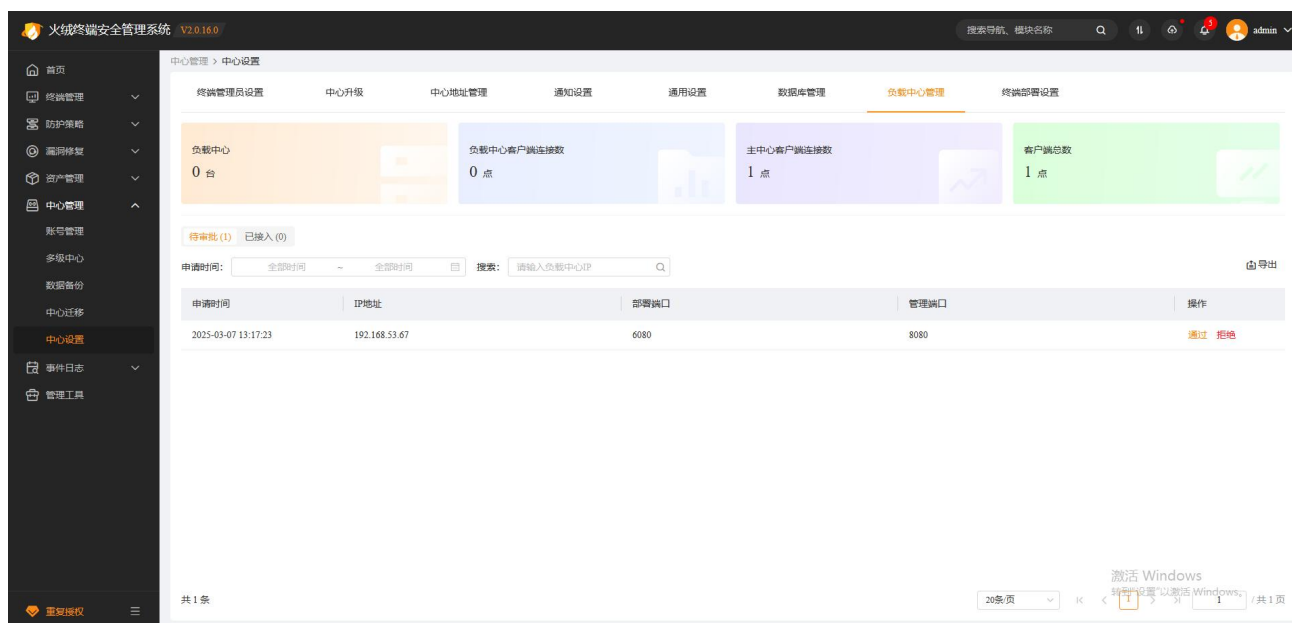 火绒终端安全管理系统 V2.0.16.0 搜索导航、模块名称 5 admin
首页
终端管理
防护策略
漏洞修复
资产管理
中心管理
账号管理
多级中心
数据备份
中心迁移
中心设置
事件日志
管理工具
重复授权
中心管理 > 中心设置
终端管理员设置 中心升级 中心地址管理 通知设置 通用设置 数据库管理 负载中心管理 终端部署设置
负载中心 负载中心客户端连接数 主中心客户端连接数 客户端总数
0 台 0 点 1 点 1 点
待审批 (1) 已接入 (0)
申请时间: 全部时间 ~ 全部时间 搜索: 请输入负载中心IP 导出
申请时间 IP地址 部署端口 管理端口 操作
2025-03-07 13:17:23 192.168.53.67 6080 8080 通过 拒绝
激活 Windows
转到"设置"以激活 Windows。
共 1 条 20条/页 1 1 / 共 1 页